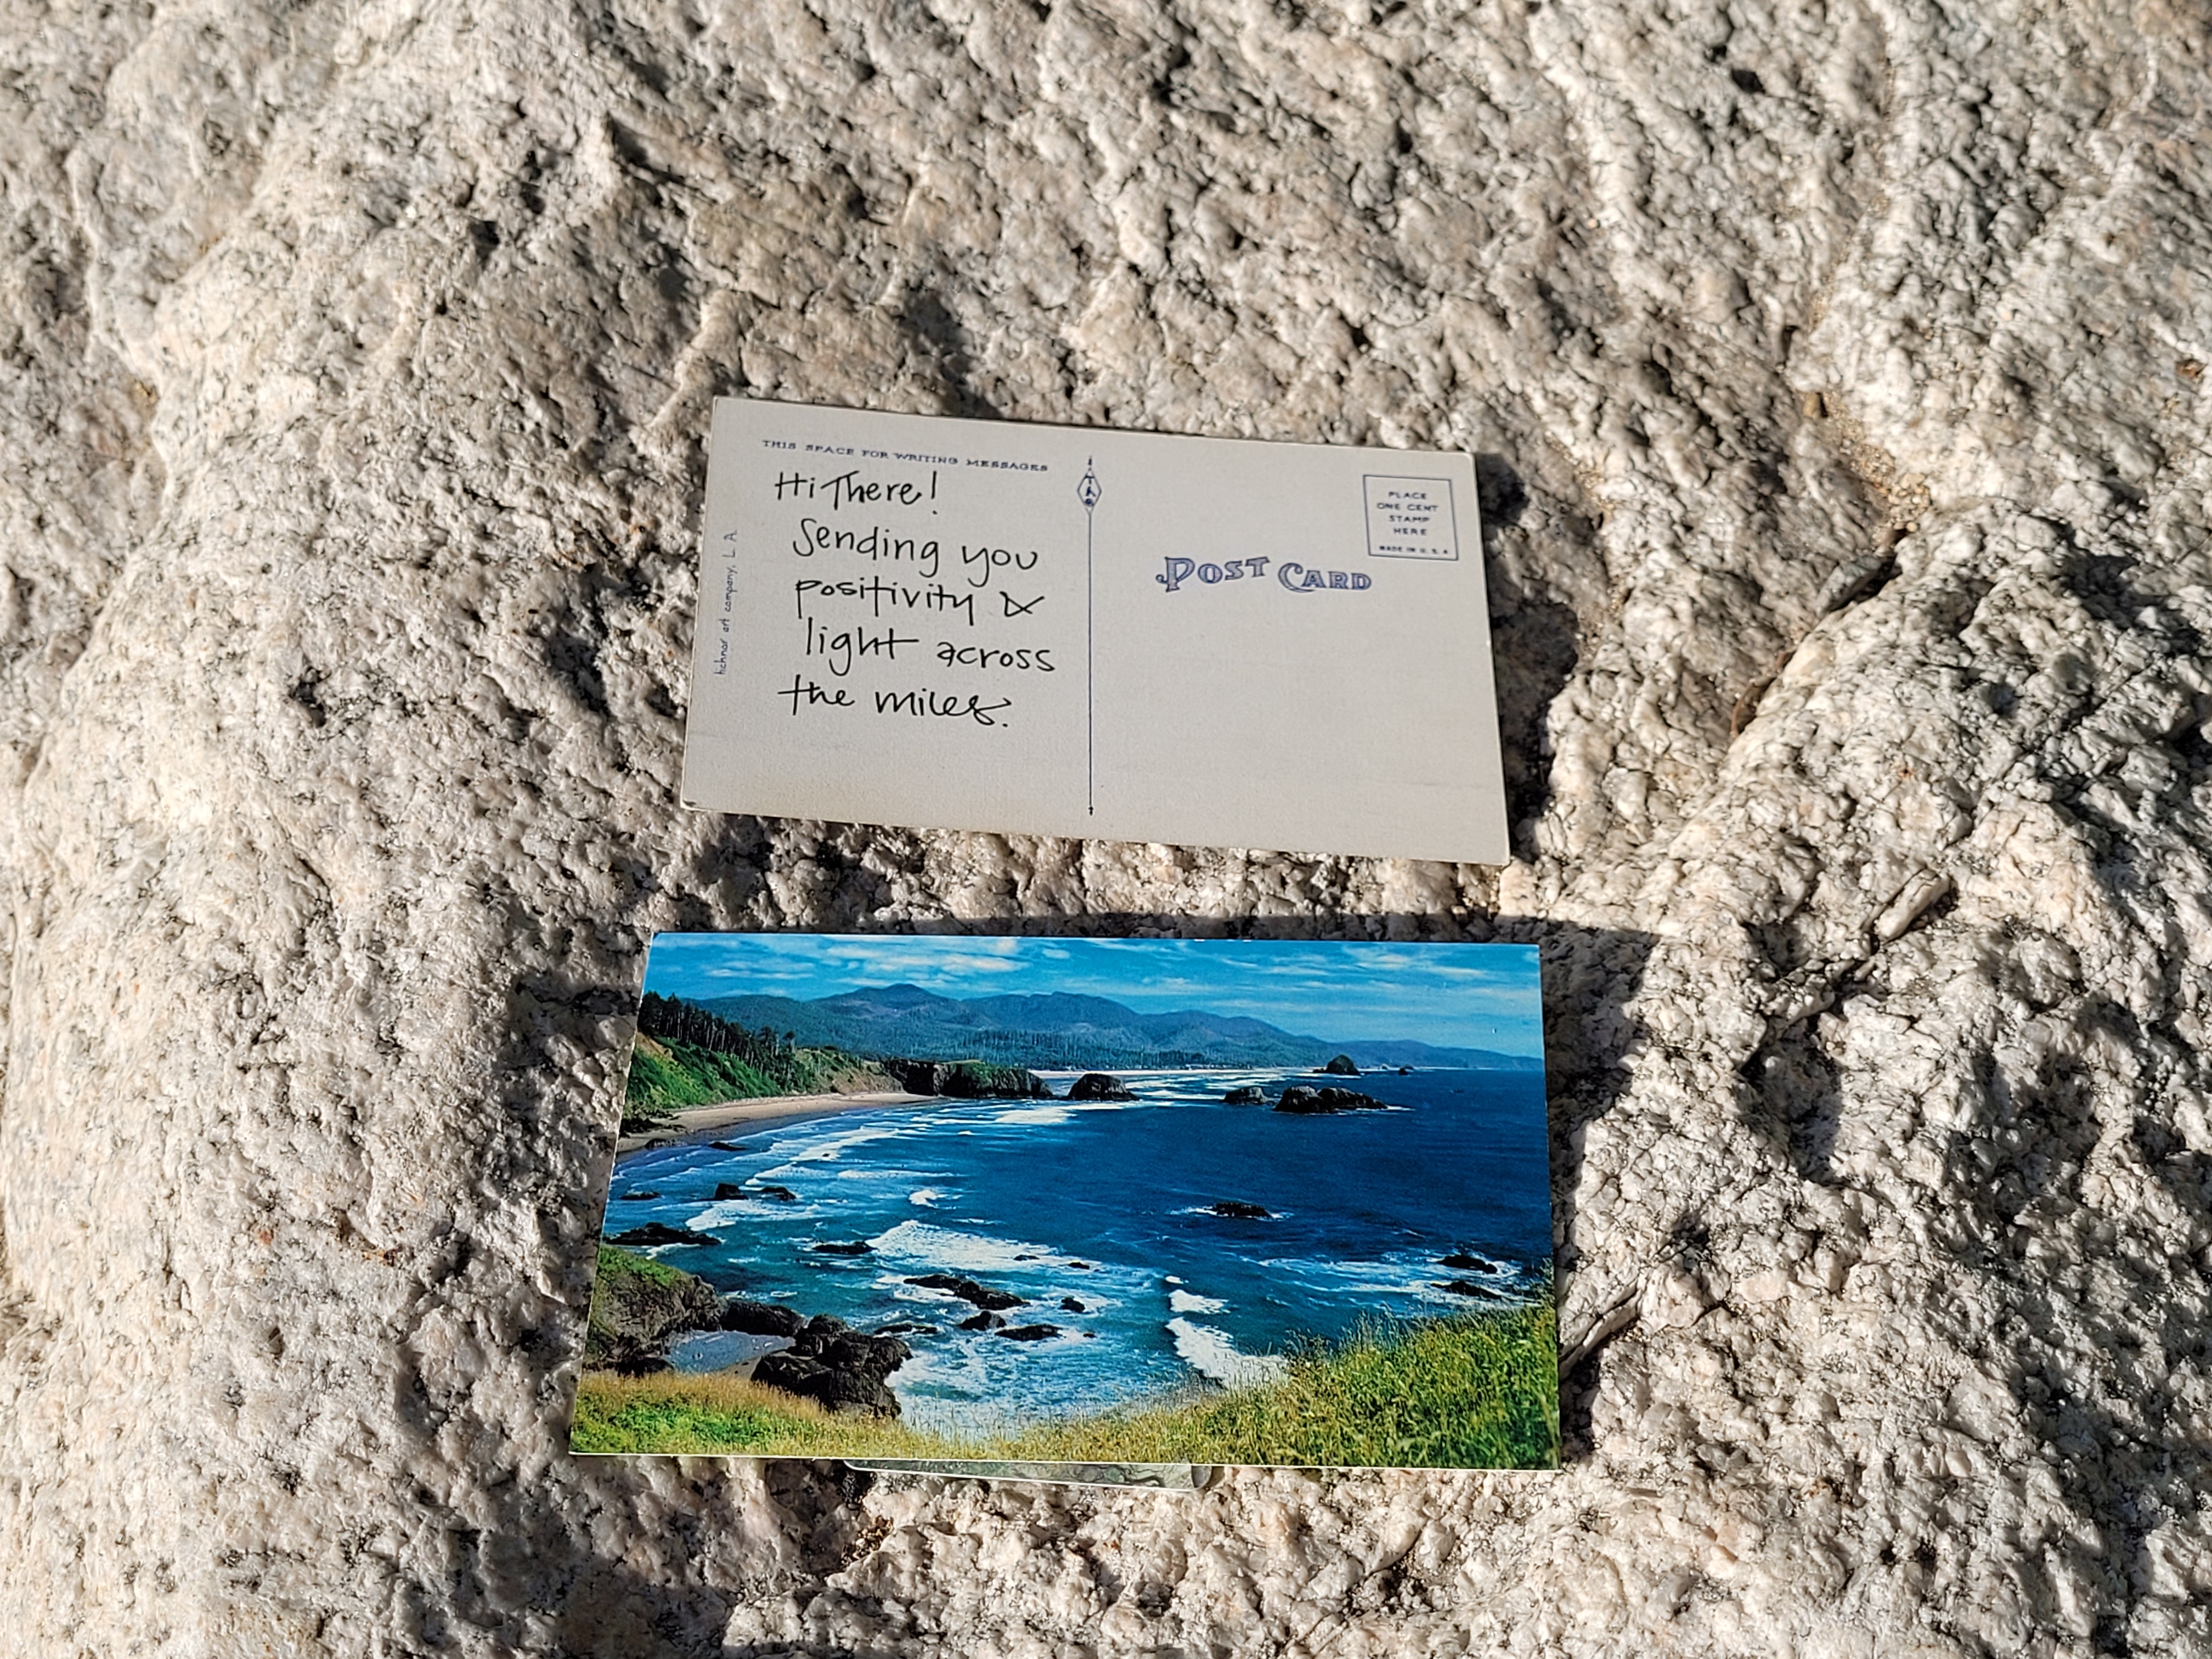 THIS SPACE FOR WRITING MESSAGES
Hi There!
Sending you
positivity &
light across
the miles.
tichnor art company, L. A.
POST CARD
PLACE
ONE CENT
STAMP
HERE
MADE IN U. S. A.